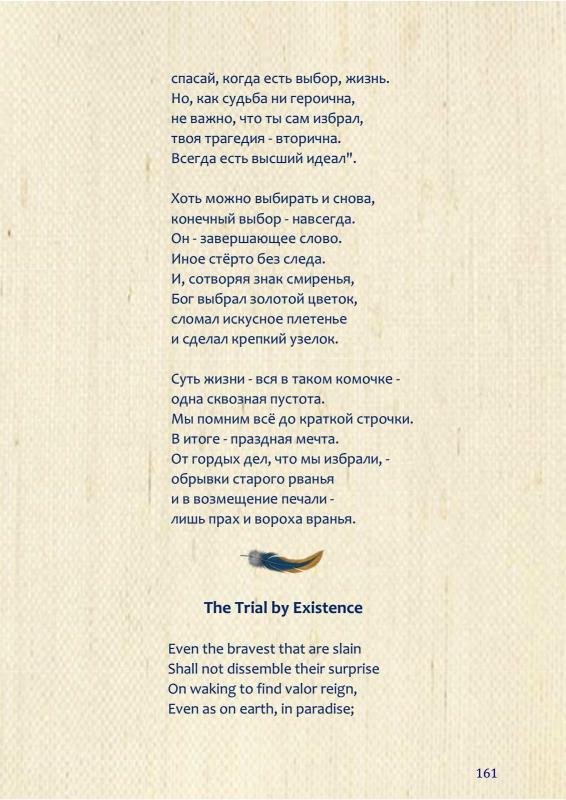 спасай, когда есть выбор, жизнь.
Но, как судьба ни героична,
не важно, что ты сам избрал,
твоя трагедия - вторична.
Всегда есть высший идеал".
Хоть можно выбирать и снова,
конечный выбор - навсегда.
Он - завершающее слово.
Иное стёрто без следа.
И, сотворяя знак смиренья,
Бог выбрал золотой цветок,
сломал искусное плетенье
и сделал крепкий узелок.
Суть жизни - вся в таком комочке -
одна сквозная пустота.
Мы помним всё до краткой строчки.
В итоге - праздная мечта.
От гордых дел, что мы избрали, -
обрывки старого рванья
и в возмещение печали -
лишь прах и вороха вранья.
The Trial by Existence
Even the bravest that are slain
Shall not dissemble their surprise
On waking to find valor reign,
Even as on earth, in paradise;
161